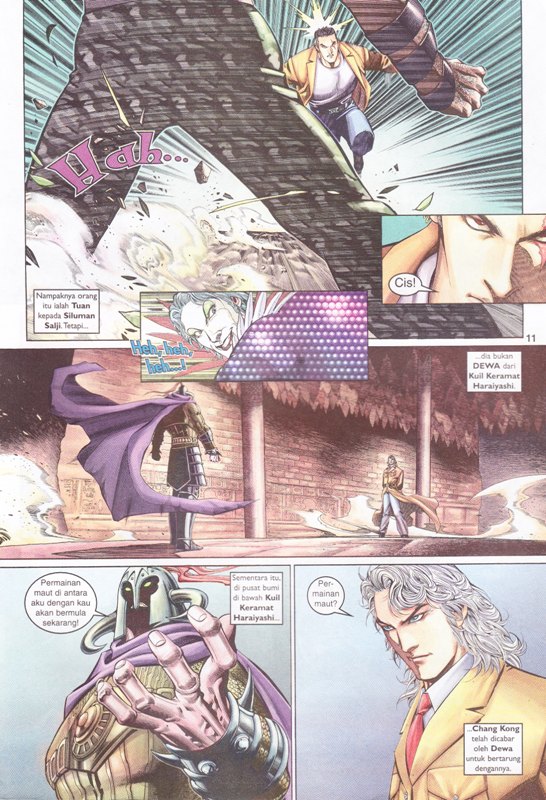 Hah...
Cis!
Nampaknya orang
itu ialah Tuan
kepada Siluman
Salji. Tetapi...
Heh, heh,
heh...!
11
...dia bukan
DEWA dari
Kuil Keramat
Haraiyashi.
Permainan
maut di antara
aku dengan kau
akan bermula
sekarang!
Sementara itu,
di pusat bumi
di bawah Kuil
Keramat
Haraiyashi...
Per-
mainan
maut?
...Chang Kong
telah dicabar
oleh Dewa
untuk bertarung
dengannya.